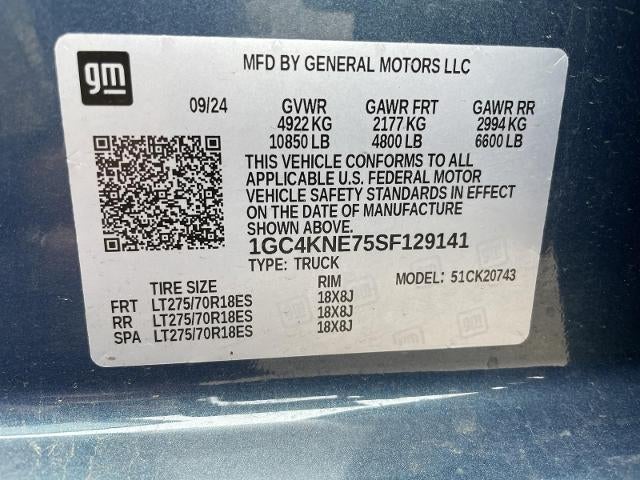 gm
MFD BY GENERAL MOTORS LLC
09/24 GVWR GAWR FRT GAWR RR
4922 KG 2177 KG 2994 KG
10850 LB 4800 LB 6600 LB
THIS VEHICLE CONFORMS TO ALL
APPLICABLE U.S. FEDERAL MOTOR
VEHICLE SAFETY STANDARDS IN EFFECT
ON THE DATE OF MANUFACTURE
SHOWN ABOVE.
1GC4KNE75SF129141
TYPE: TRUCK MODEL: 51CK20743
TIRE SIZE RIM
FRT LT275/70R18ES 18X8J
RR LT275/70R18ES 18X8J
SPA LT275/70R18ES 18X8J